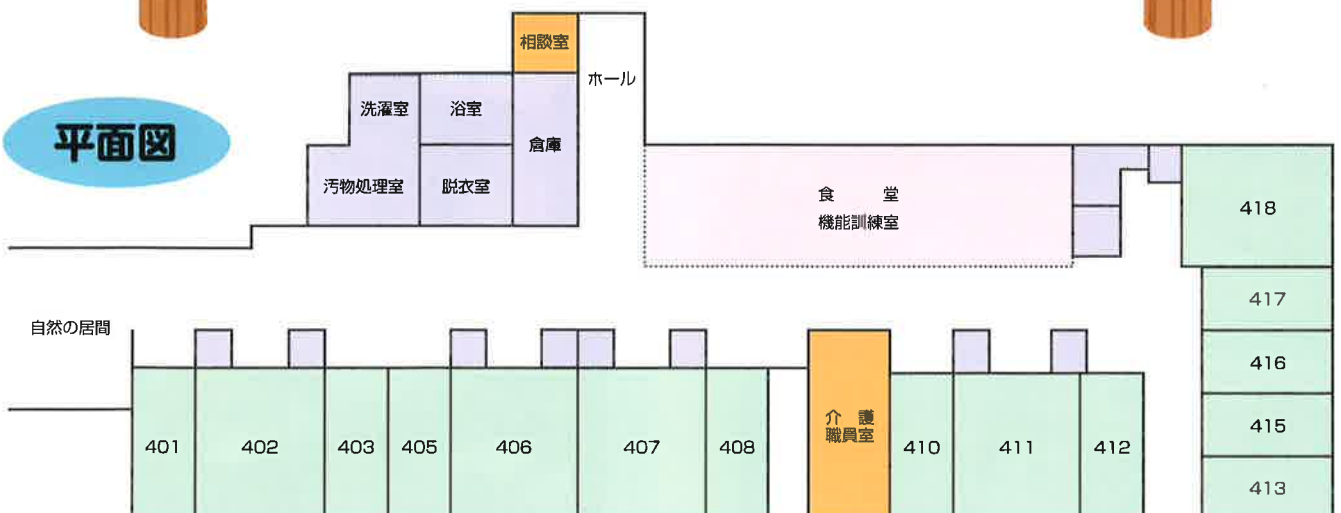 平面図
相談室
ホール
洗濯室
浴室
倉庫
汚物処理室
脱衣室
食 堂
機能訓練室
418
417
416
415
413
自然の居間
401
402
403
405
406
407
408
介 護
職員室
410
411
412